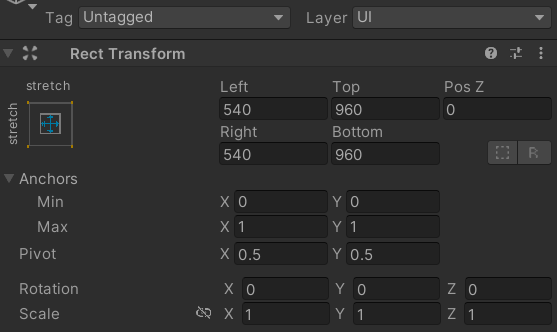 Tag Untagged Layer UI
Rect Transform
stretch
stretch
Left Top Pos Z
540 960 0
Right Bottom
540 960
R
Anchors
Min X 0 Y 0
Max X 1 Y 1
Pivot X 0.5 Y 0.5
Rotation X 0 Y 0 Z 0
Scale X 1 Y 1 Z 1